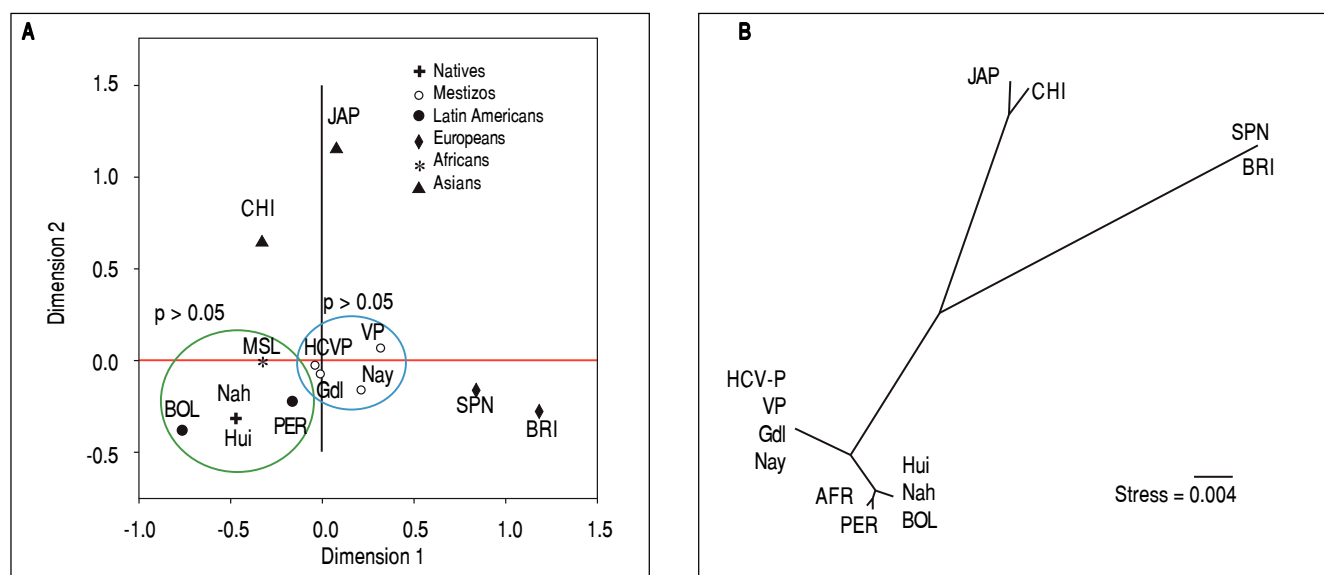 A
1.5
1.0
0.5
0.0
-0.5
-1.0 -0.5 0.0 0.5 1.0 1.5
Dimension 2
Dimension 1
Natives
Mestizos
Latin Americans
Europeans
Africans
Asians
JAP
CHI
p > 0.05
p > 0.05
MSL
HCVP
VP
Nah
Hui
BOL
PER
Gdl
Nay
SPN
BRI
B
JAP
CHI
SPN
BRI
HCV-P
VP
Gdl
Nay
Hui
Nah
BOL
AFR
PER
Stress = 0.004